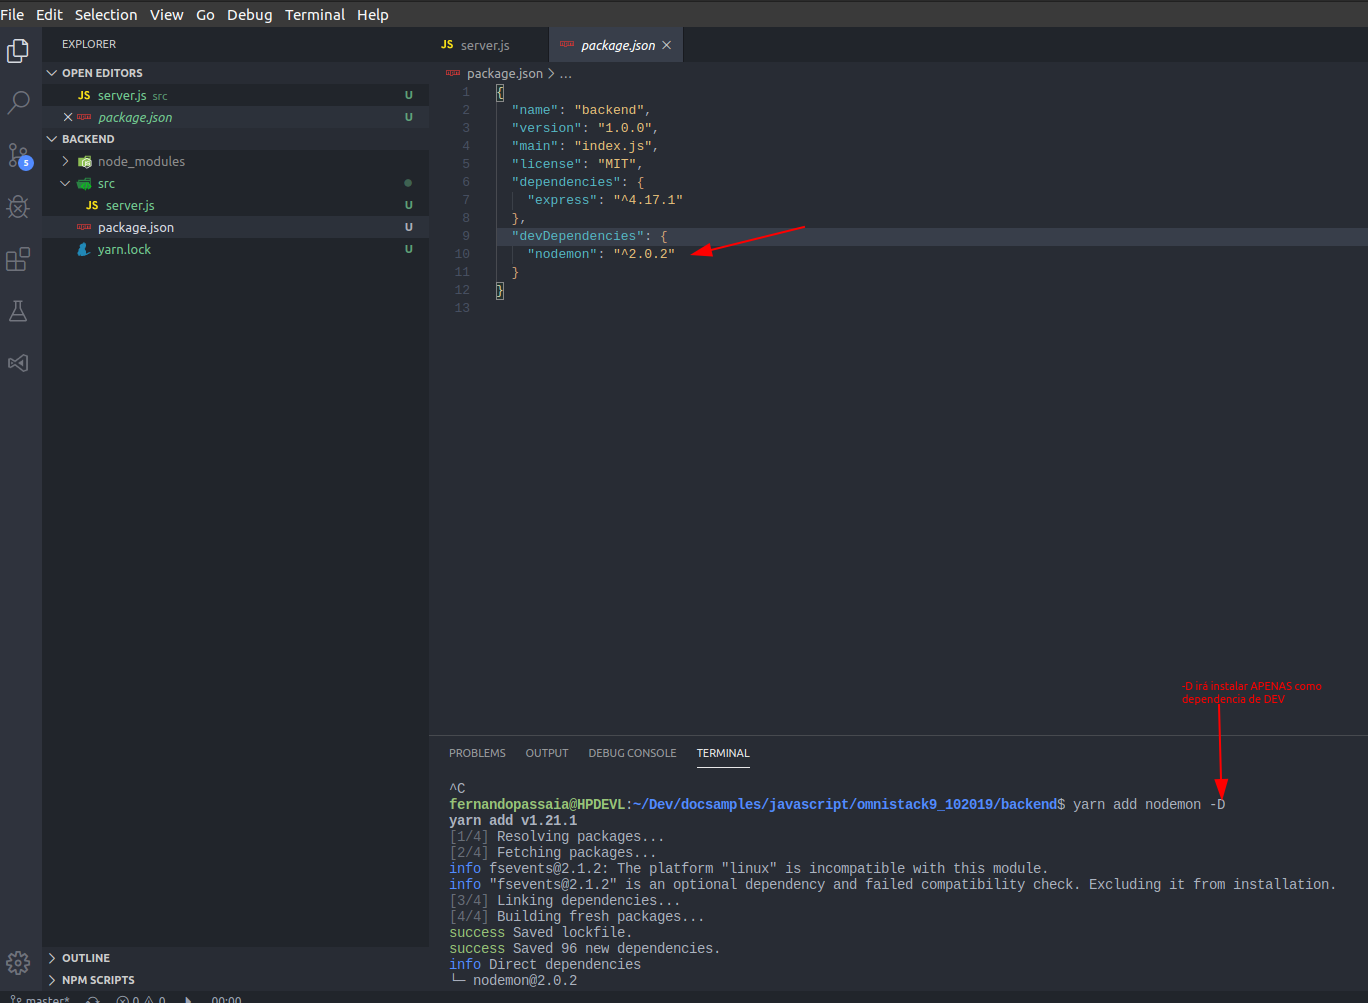 File Edit Selection View Go Debug Terminal Help
EXPLORER
OPEN EDITORS
JS server.js src U
package.json U
BACKEND
node_modules
src
JS server.js U
package.json U
yarn.lock U
5
OUTLINE
NPM SCRIPTS
JS server.js
package.json
package.json > ...
1 {
2 "name": "backend",
3 "version": "1.0.0",
4 "main": "index.js",
5 "license": "MIT",
6 "dependencies": {
7 "express": "^4.17.1"
8 },
9 "devDependencies": {
10 "nodemon": "^2.0.2"
11 }
12 }
13
-D irá instalar APENAS como
dependencia de DEV
PROBLEMS OUTPUT DEBUG CONSOLE TERMINAL
^C
fernandopassaia@HPDEVL:~/Dev/docsamples/javascript/omnistack9_102019/backend$ yarn add nodemon -D
yarn add v1.21.1
[1/4] Resolving packages...
[2/4] Fetching packages...
info fsevents@2.1.2: The platform "linux" is incompatible with this module.
info "fsevents@2.1.2" is an optional dependency and failed compatibility check. Excluding it from installation.
[3/4] Linking dependencies...
[4/4] Building fresh packages...
success Saved lockfile.
success Saved 96 new dependencies.
info Direct dependencies
└─ nodemon@2.0.2
master* 0 0 00:00